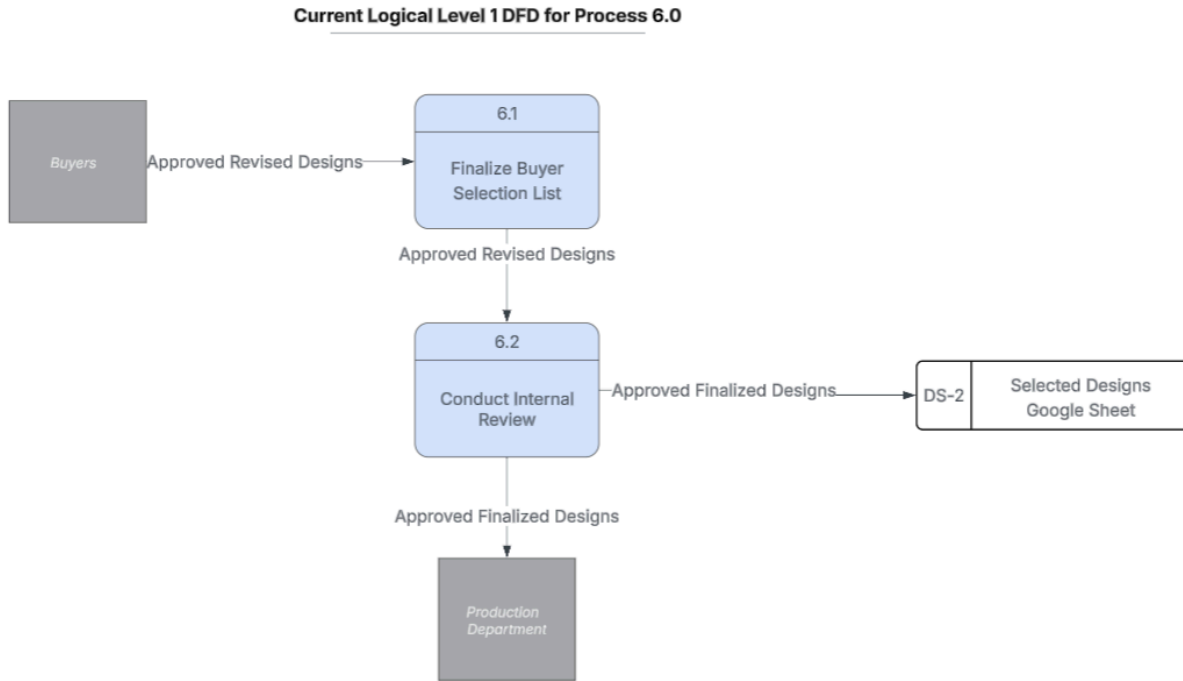 Current Logical Level 1 DFD for Process 6.0
Buyers
Approved Revised Designs
6.1
Finalize Buyer
Selection List
Approved Revised Designs
6.2
Conduct Internal
Review
Approved Finalized Designs
DS-2
Selected Designs
Google Sheet
Approved Finalized Designs
Production
Department